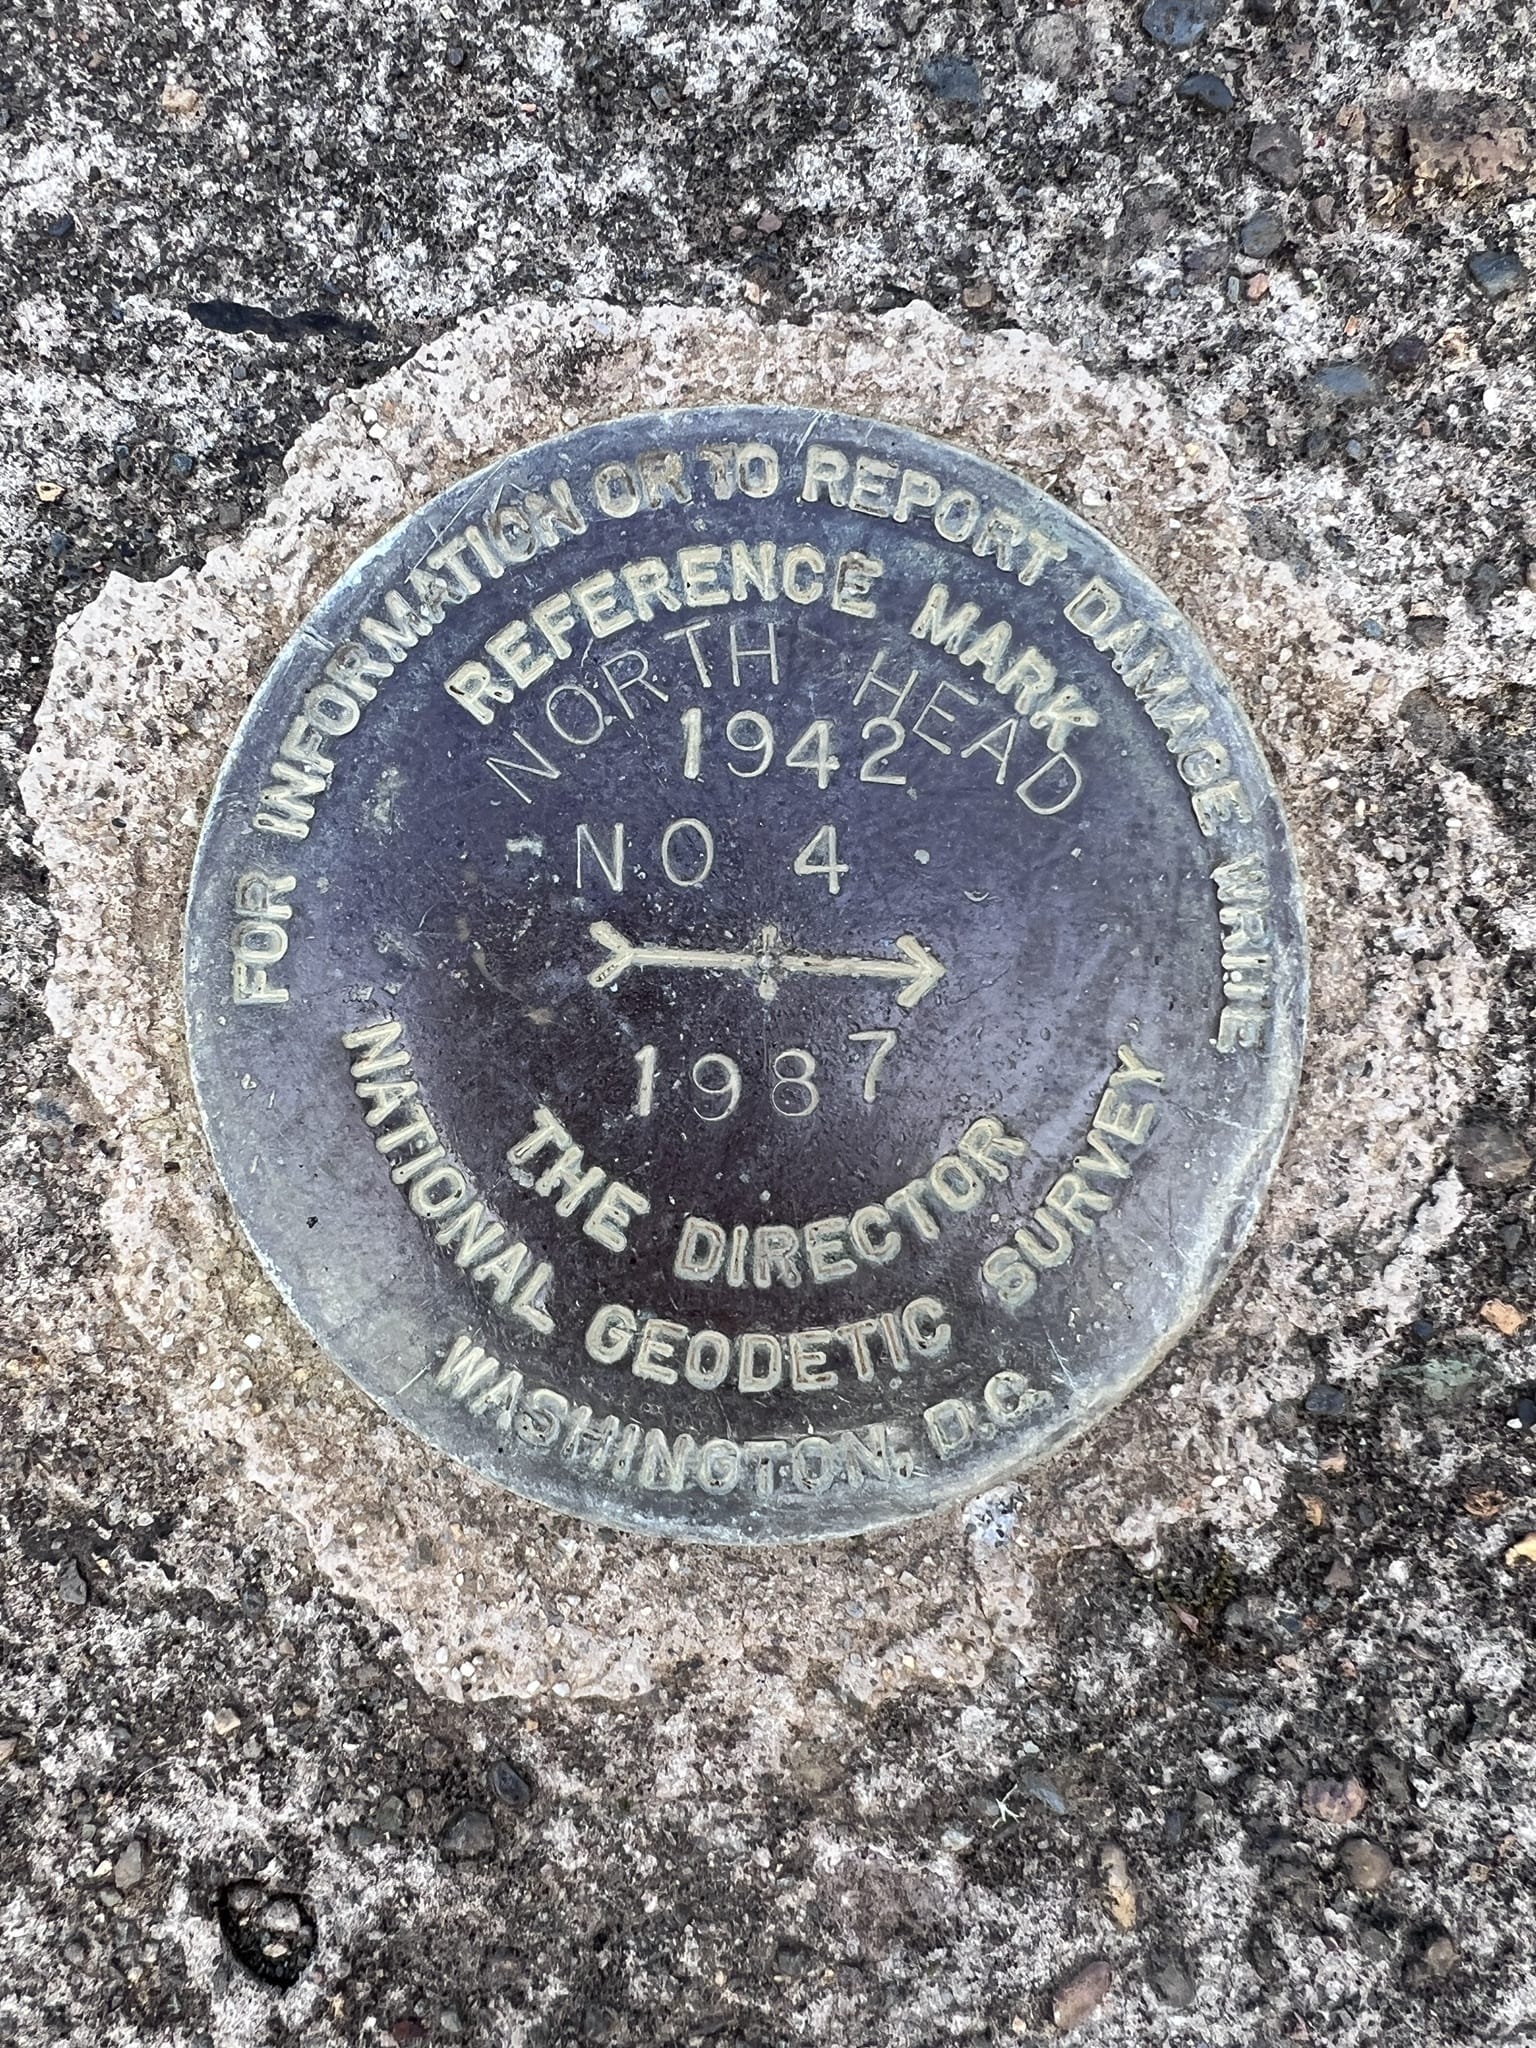 FOR INFORMATION OR TO REPORT DAMAGE WRITE
REFERENCE MARK
NORTH HEAD
1942
NO 4
1987
THE DIRECTOR
NATIONAL GEODETIC SURVEY
WASHINGTON, D.C.